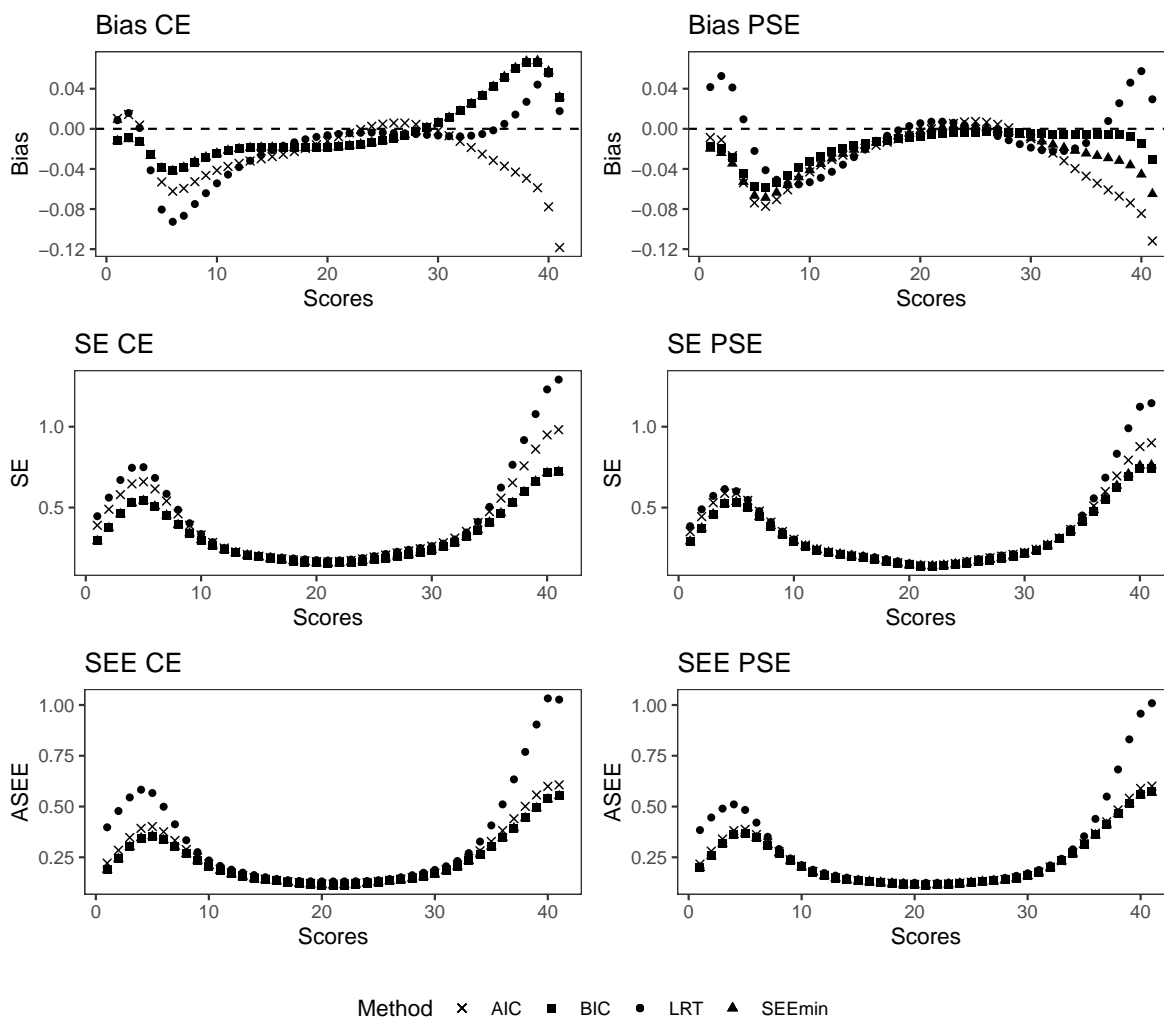 Bias CE
Bias PSE
0.04
0.00
−0.04
−0.08
−0.12
Bias
0 10 20 30 40
Scores
0.04
0.00
−0.04
−0.08
−0.12
Bias
0 10 20 30 40
Scores
SE CE
SE PSE
1.0
0.5
SE
0 10 20 30 40
Scores
1.0
0.5
SE
0 10 20 30 40
Scores
SEE CE
SEE PSE
1.00
0.75
0.50
0.25
ASEE
0 10 20 30 40
Scores
1.00
0.75
0.50
0.25
ASEE
0 10 20 30 40
Scores
Method AIC BIC LRT SEEmin